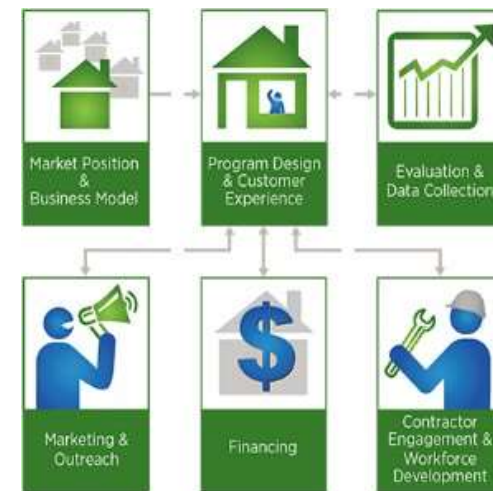 Market Position
&
Business Model
Program Design
& Customer
Experience
Evaluation &
Data Collection
Marketing &
Outreach
$
Financing
Contractor
Engagement &
Workforce
Development